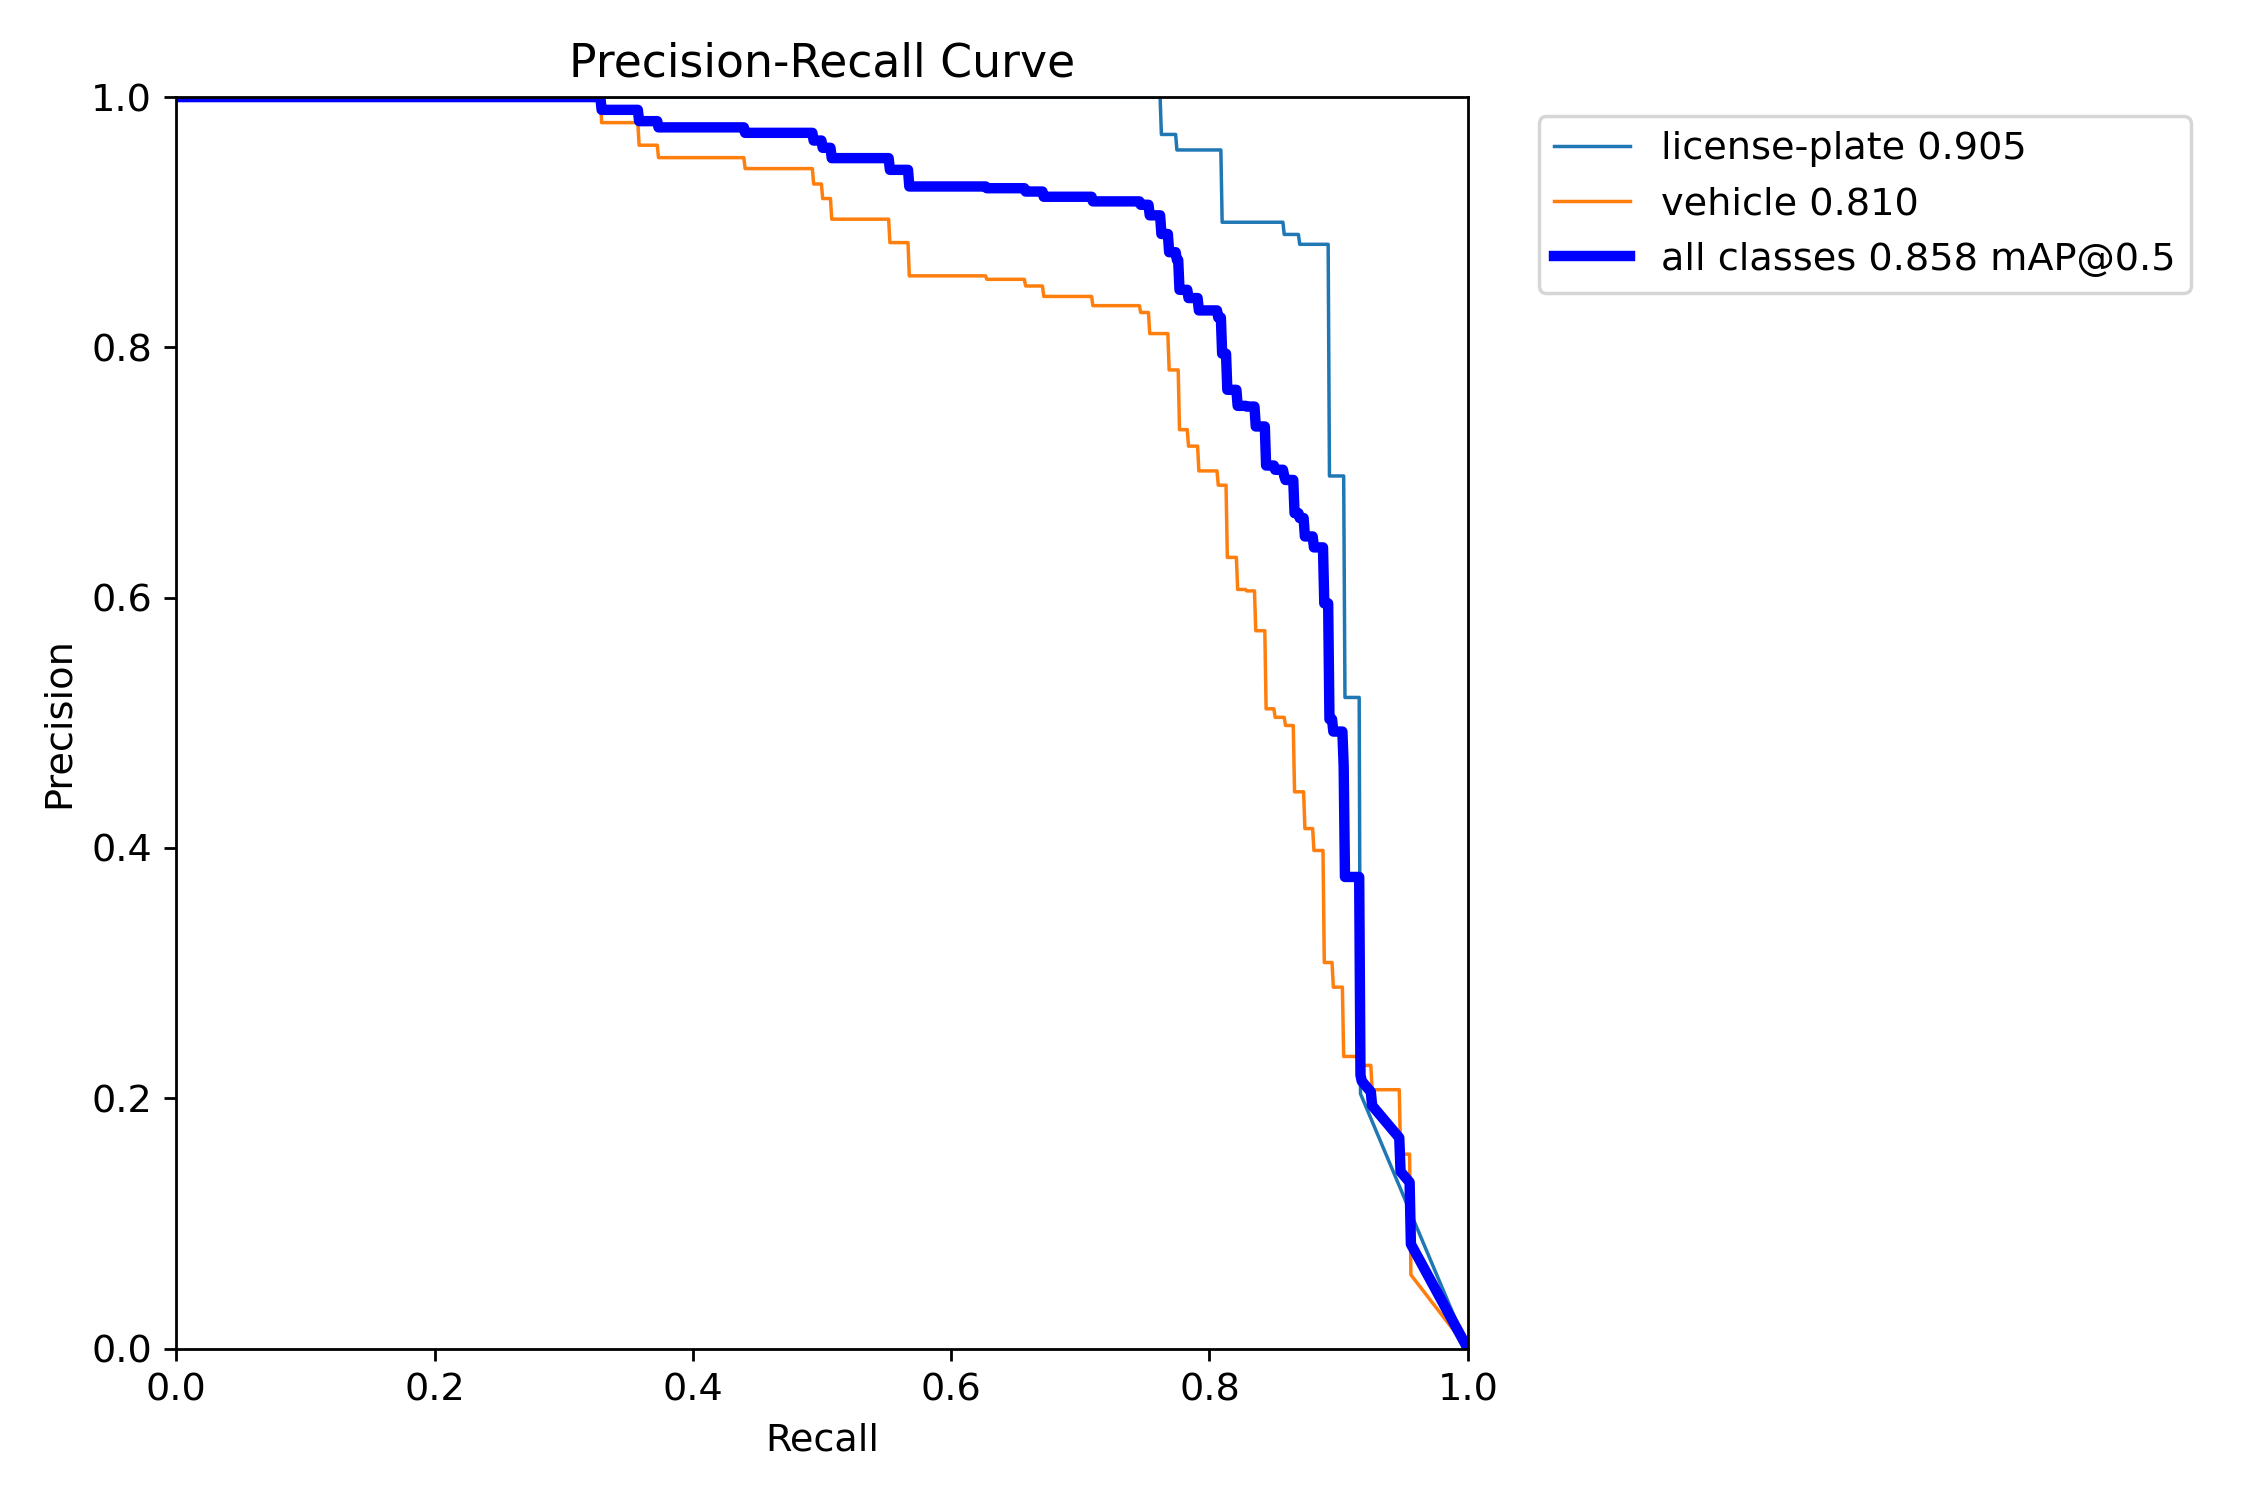 Precision-Recall Curve
1.0
0.8
0.6
0.4
0.2
0.0
Precision
0.0 0.2 0.4 0.6 0.8 1.0
Recall
license-plate 0.905
vehicle 0.810
all classes 0.858 mAP@0.5